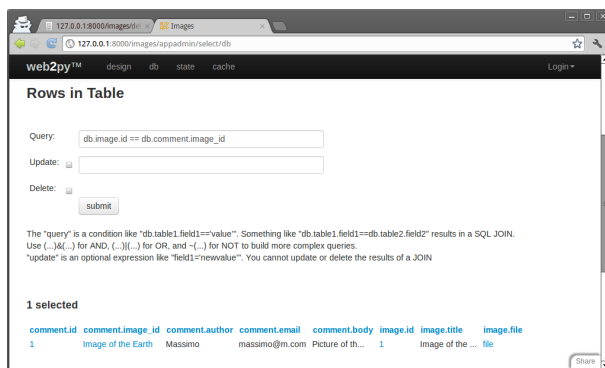 127.0.0.1:8000/images/de Images
127.0.0.1:8000/images/appadmin/select/db
web2py™ design db state cache Login
Rows in Table
Query: db.image.id == db.comment.image_id
Update:
Delete:
submit
The "query" is a condition like "db.table1.field1=='value'". Something like "db.table1.field1==db.table2.field2" results in a SQL JOIN.
Use (...)&(...) for AND, (...)|(...) for OR, and ~(...) for NOT to build more complex queries.
"update" is an optional expression like "field1='newvalue'". You cannot update or delete the results of a JOIN
1 selected
comment.id comment.image_id comment.author comment.email comment.body image.id image.title image.file
1 Image of the Earth Massimo massimo@m.com Picture of th... 1 Image of the ... file
Share